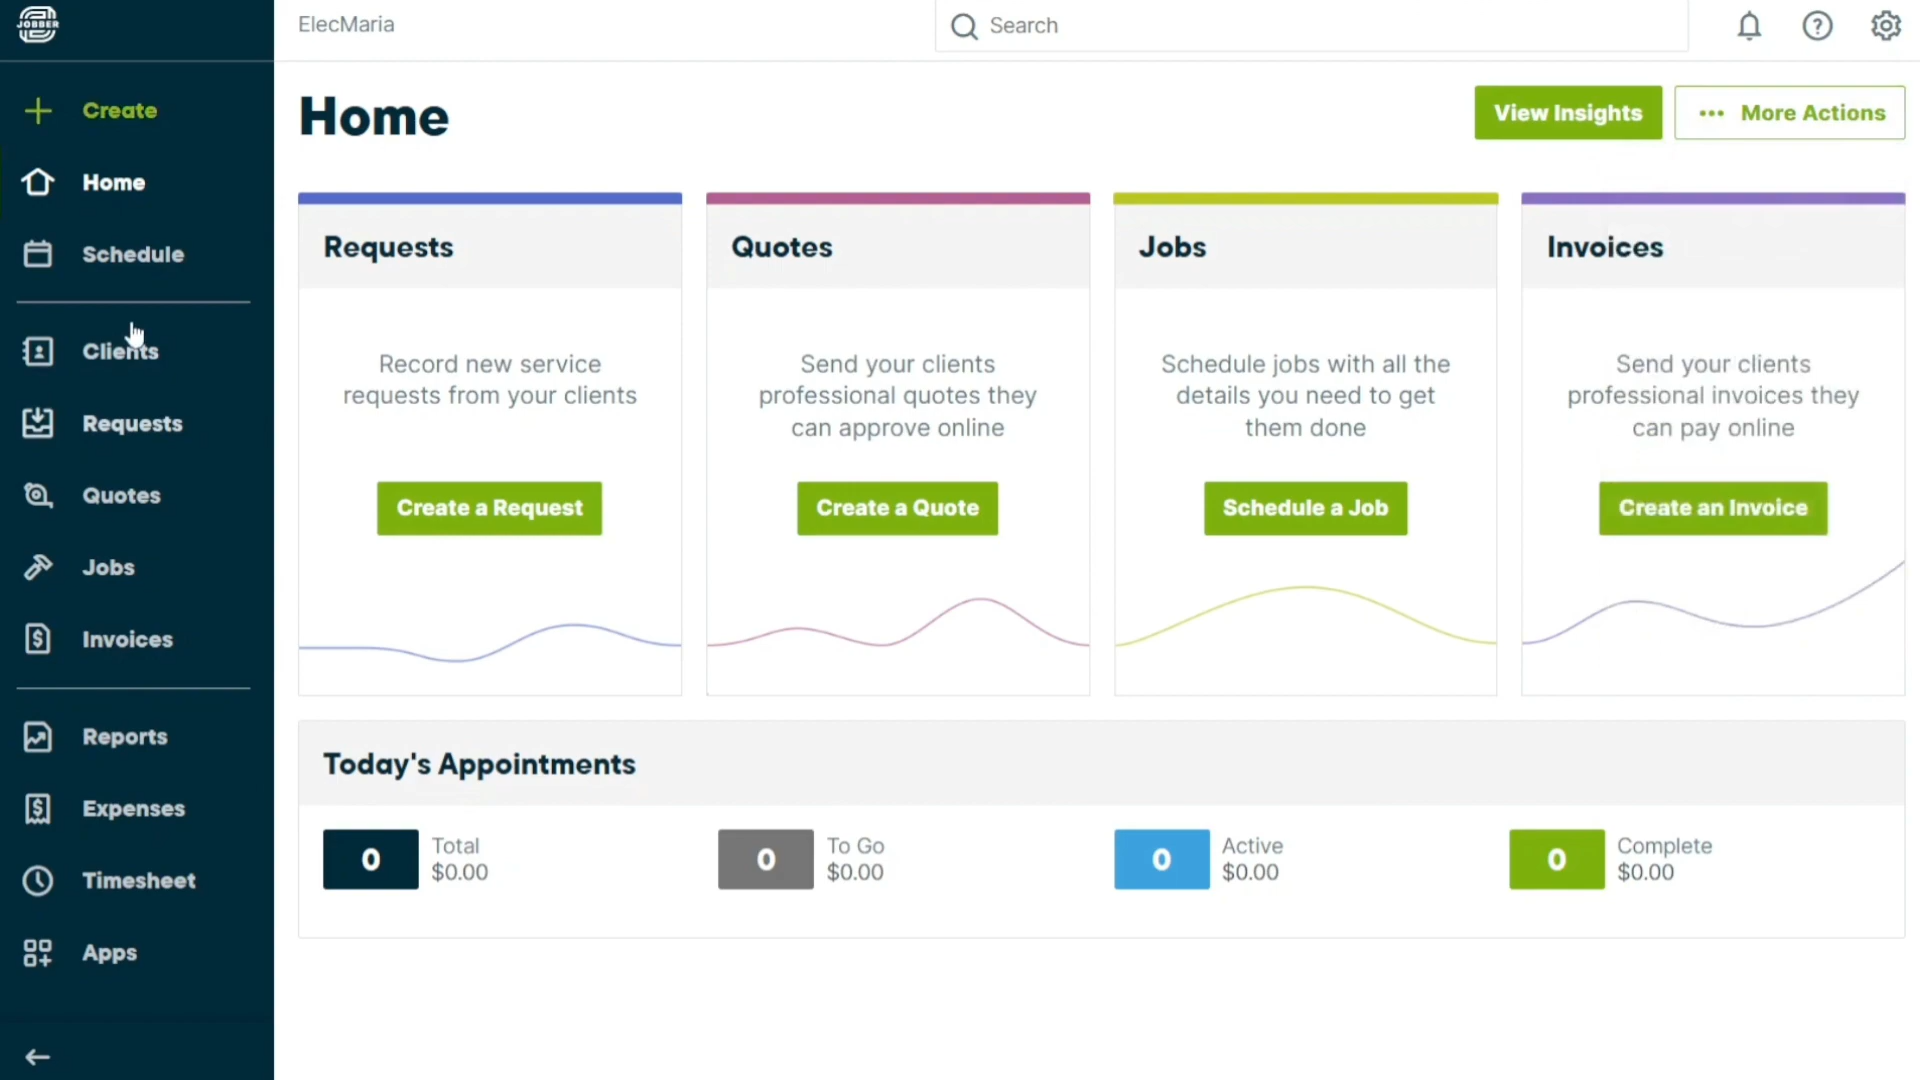 JOBBER
ElecMaria
Search
Create
Home
Schedule
Clients
Requests
Quotes
Jobs
Invoices
Reports
Expenses
Timesheet
Apps
Home
View Insights
••• More Actions
Requests
Record new service
requests from your clients
Create a Request
Quotes
Send your clients
professional quotes they
can approve online
Create a Quote
Jobs
Schedule jobs with all the
details you need to get
them done
Schedule a Job
Invoices
Send your clients
professional invoices they
can pay online
Create an Invoice
Today's Appointments
0
Total
$0.00
0
To Go
$0.00
0
Active
$0.00
0
Complete
$0.00